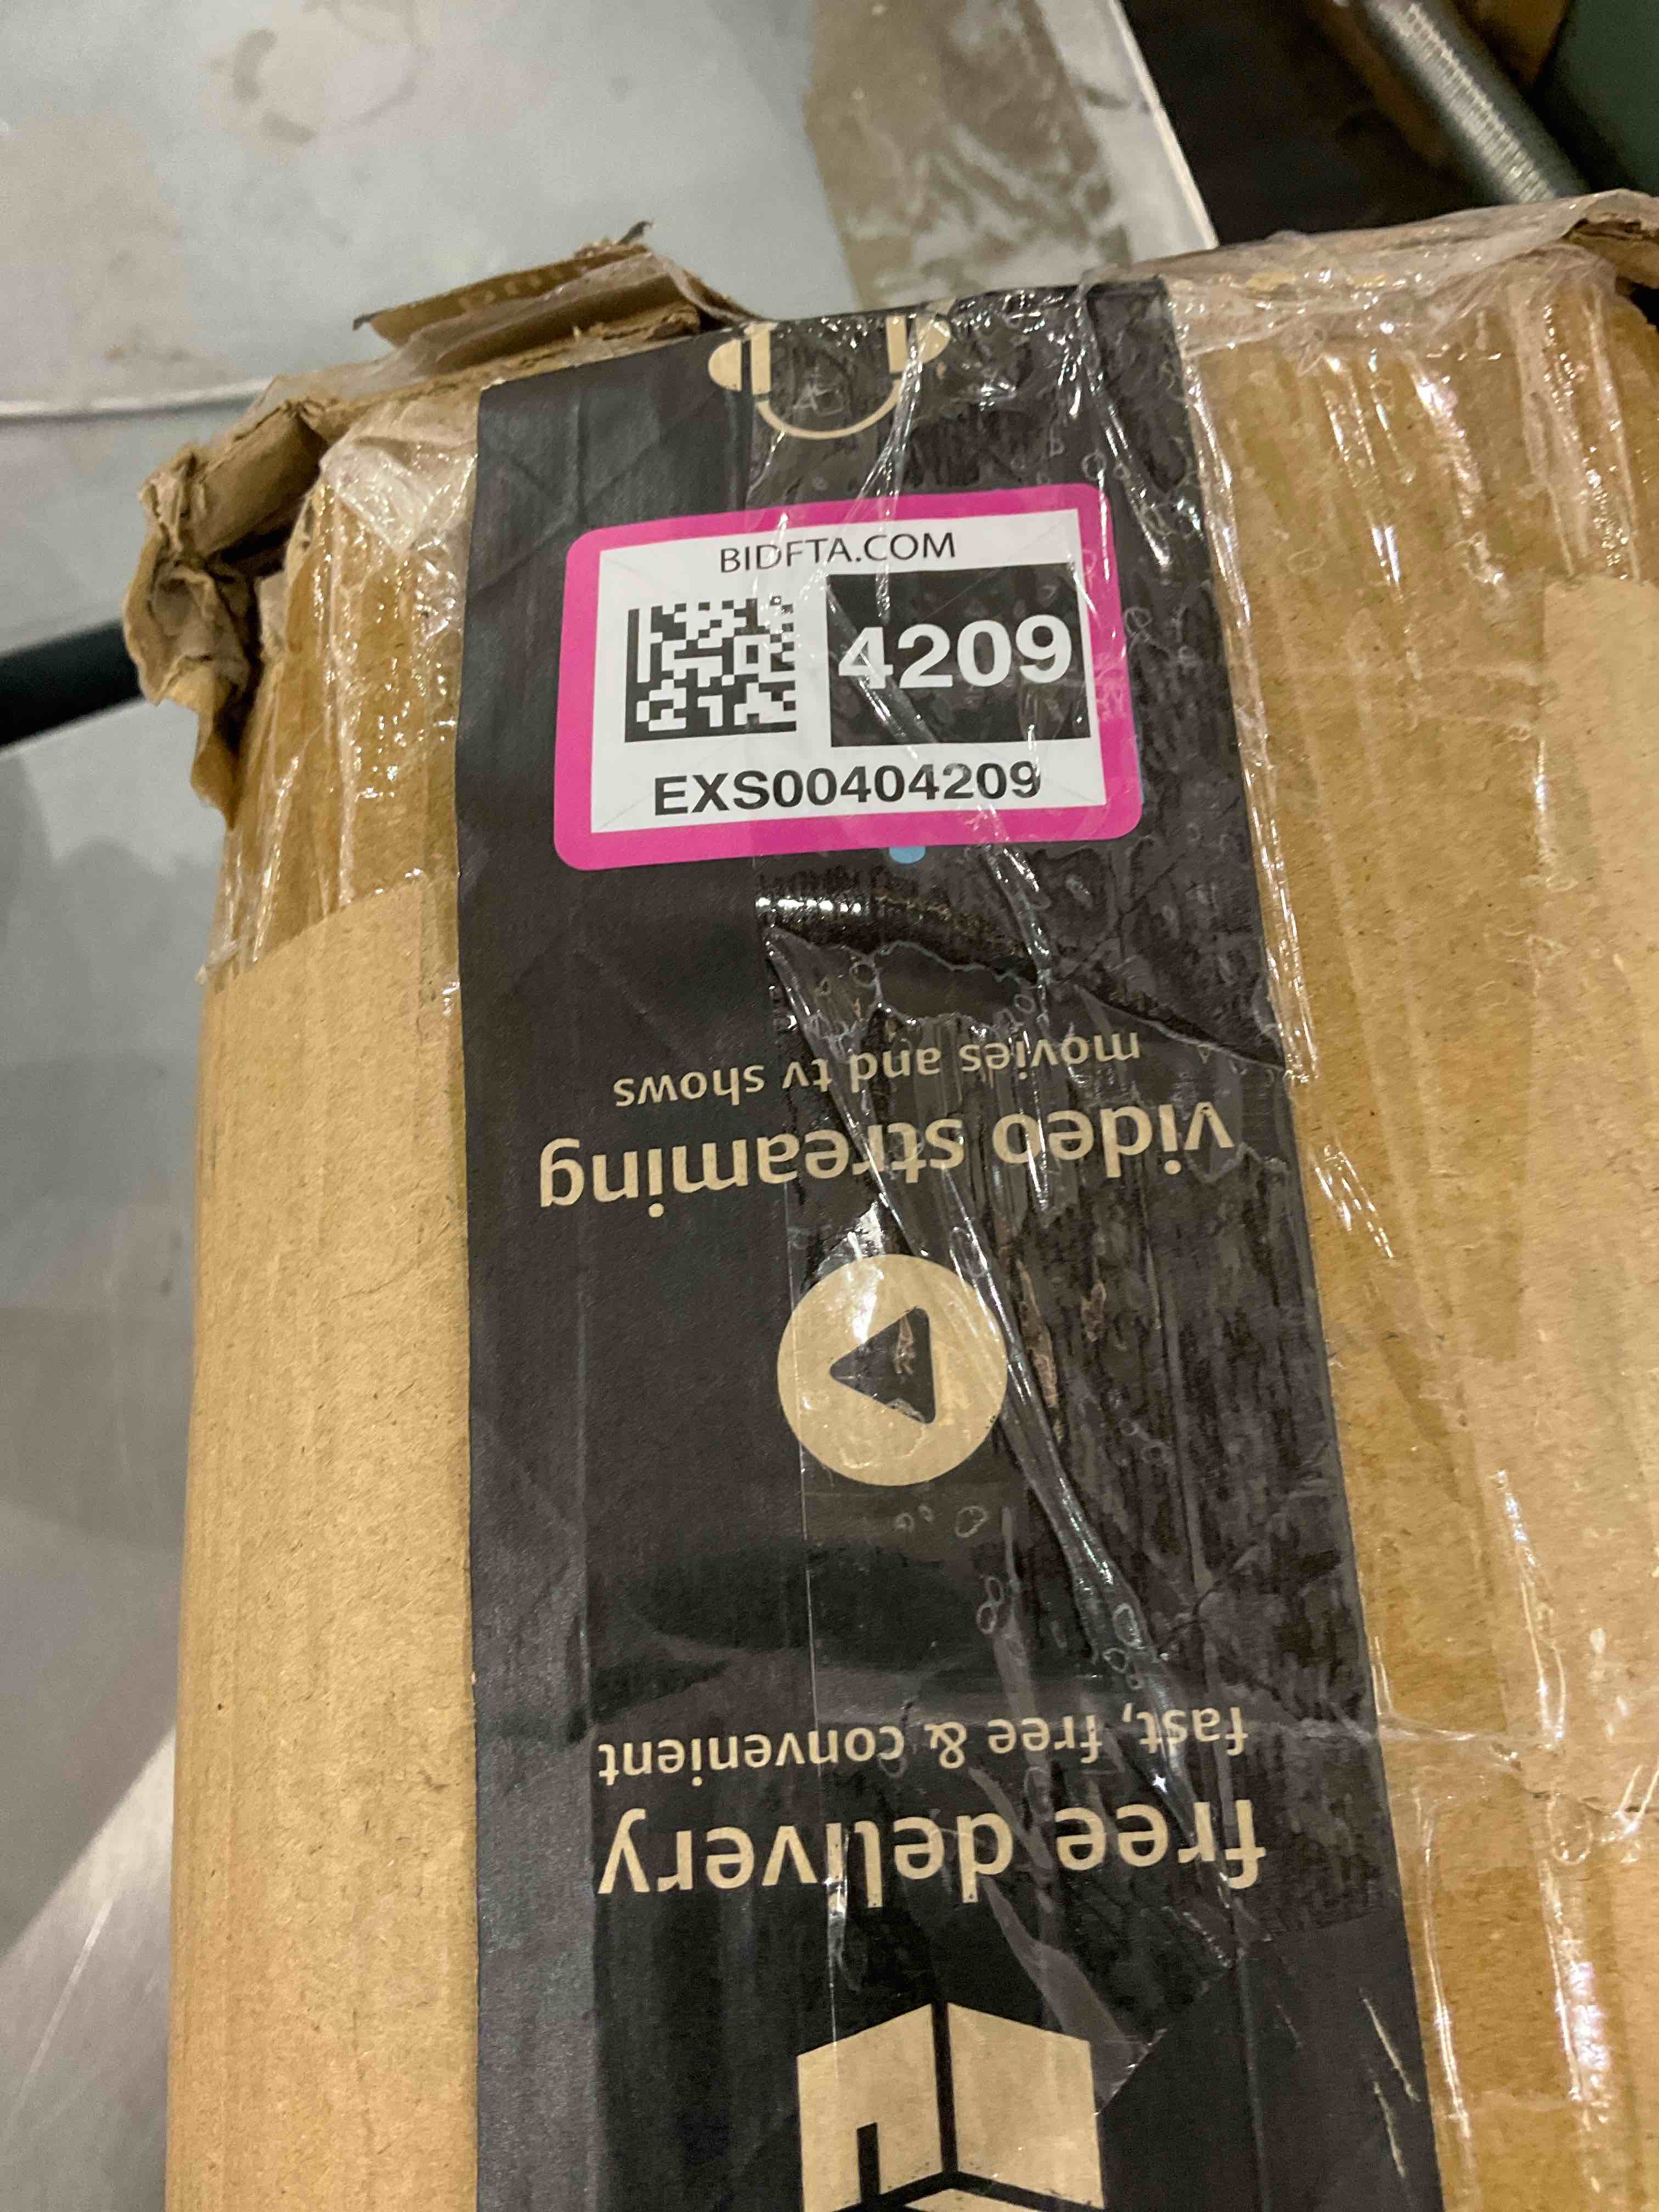 BIDFTA.COM
4209
EXS00404209
movies and tv shows
video streaming
fast, free & convenient
free delivery